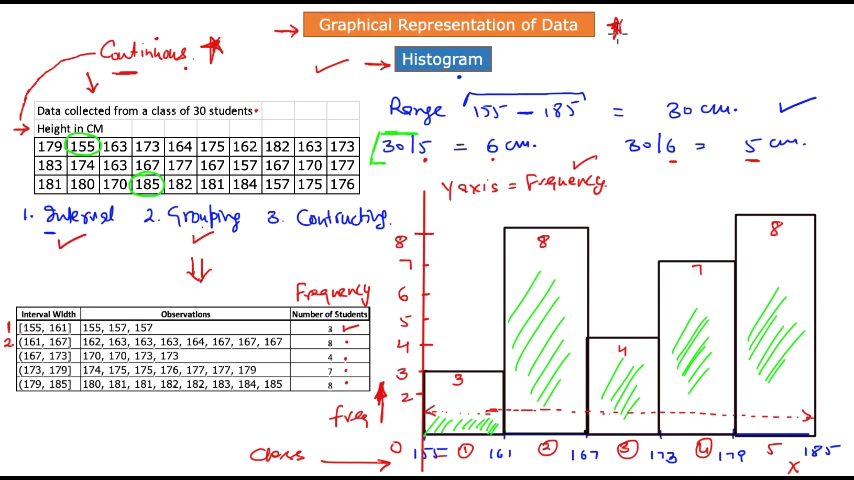 Graphical Representation of Data
Continuous.
Histogram
Data collected from a class of 30 students
Height in CM
179 155 163 173 164 175 162 182 163 173
183 174 163 167 177 167 157 167 170 177
181 180 170 185 182 181 184 157 175 176
Range 155 - 185 = 30 cm.
30/5 = 6 cm. 30/6 = 5 cm.
1. Interval 2. Grouping 3. Contructing.
Frequency
Interval Width Observations Number of Students
1 [155, 161] 155, 157, 157 3
2 (161, 167] 162, 163, 163, 163, 164, 167, 167, 167 8
(167, 173] 170, 170, 173, 173 4
(173, 179] 174, 175, 175, 176, 177, 177, 179 7
(179, 185] 180, 181, 181, 182, 182, 183, 184, 185 8
y axis = Frequency.
8
7
6
5
4
3
2
0
3 8 4 7 8
freq
class
155 1 161 2 167 3 173 4 179 5 185
X